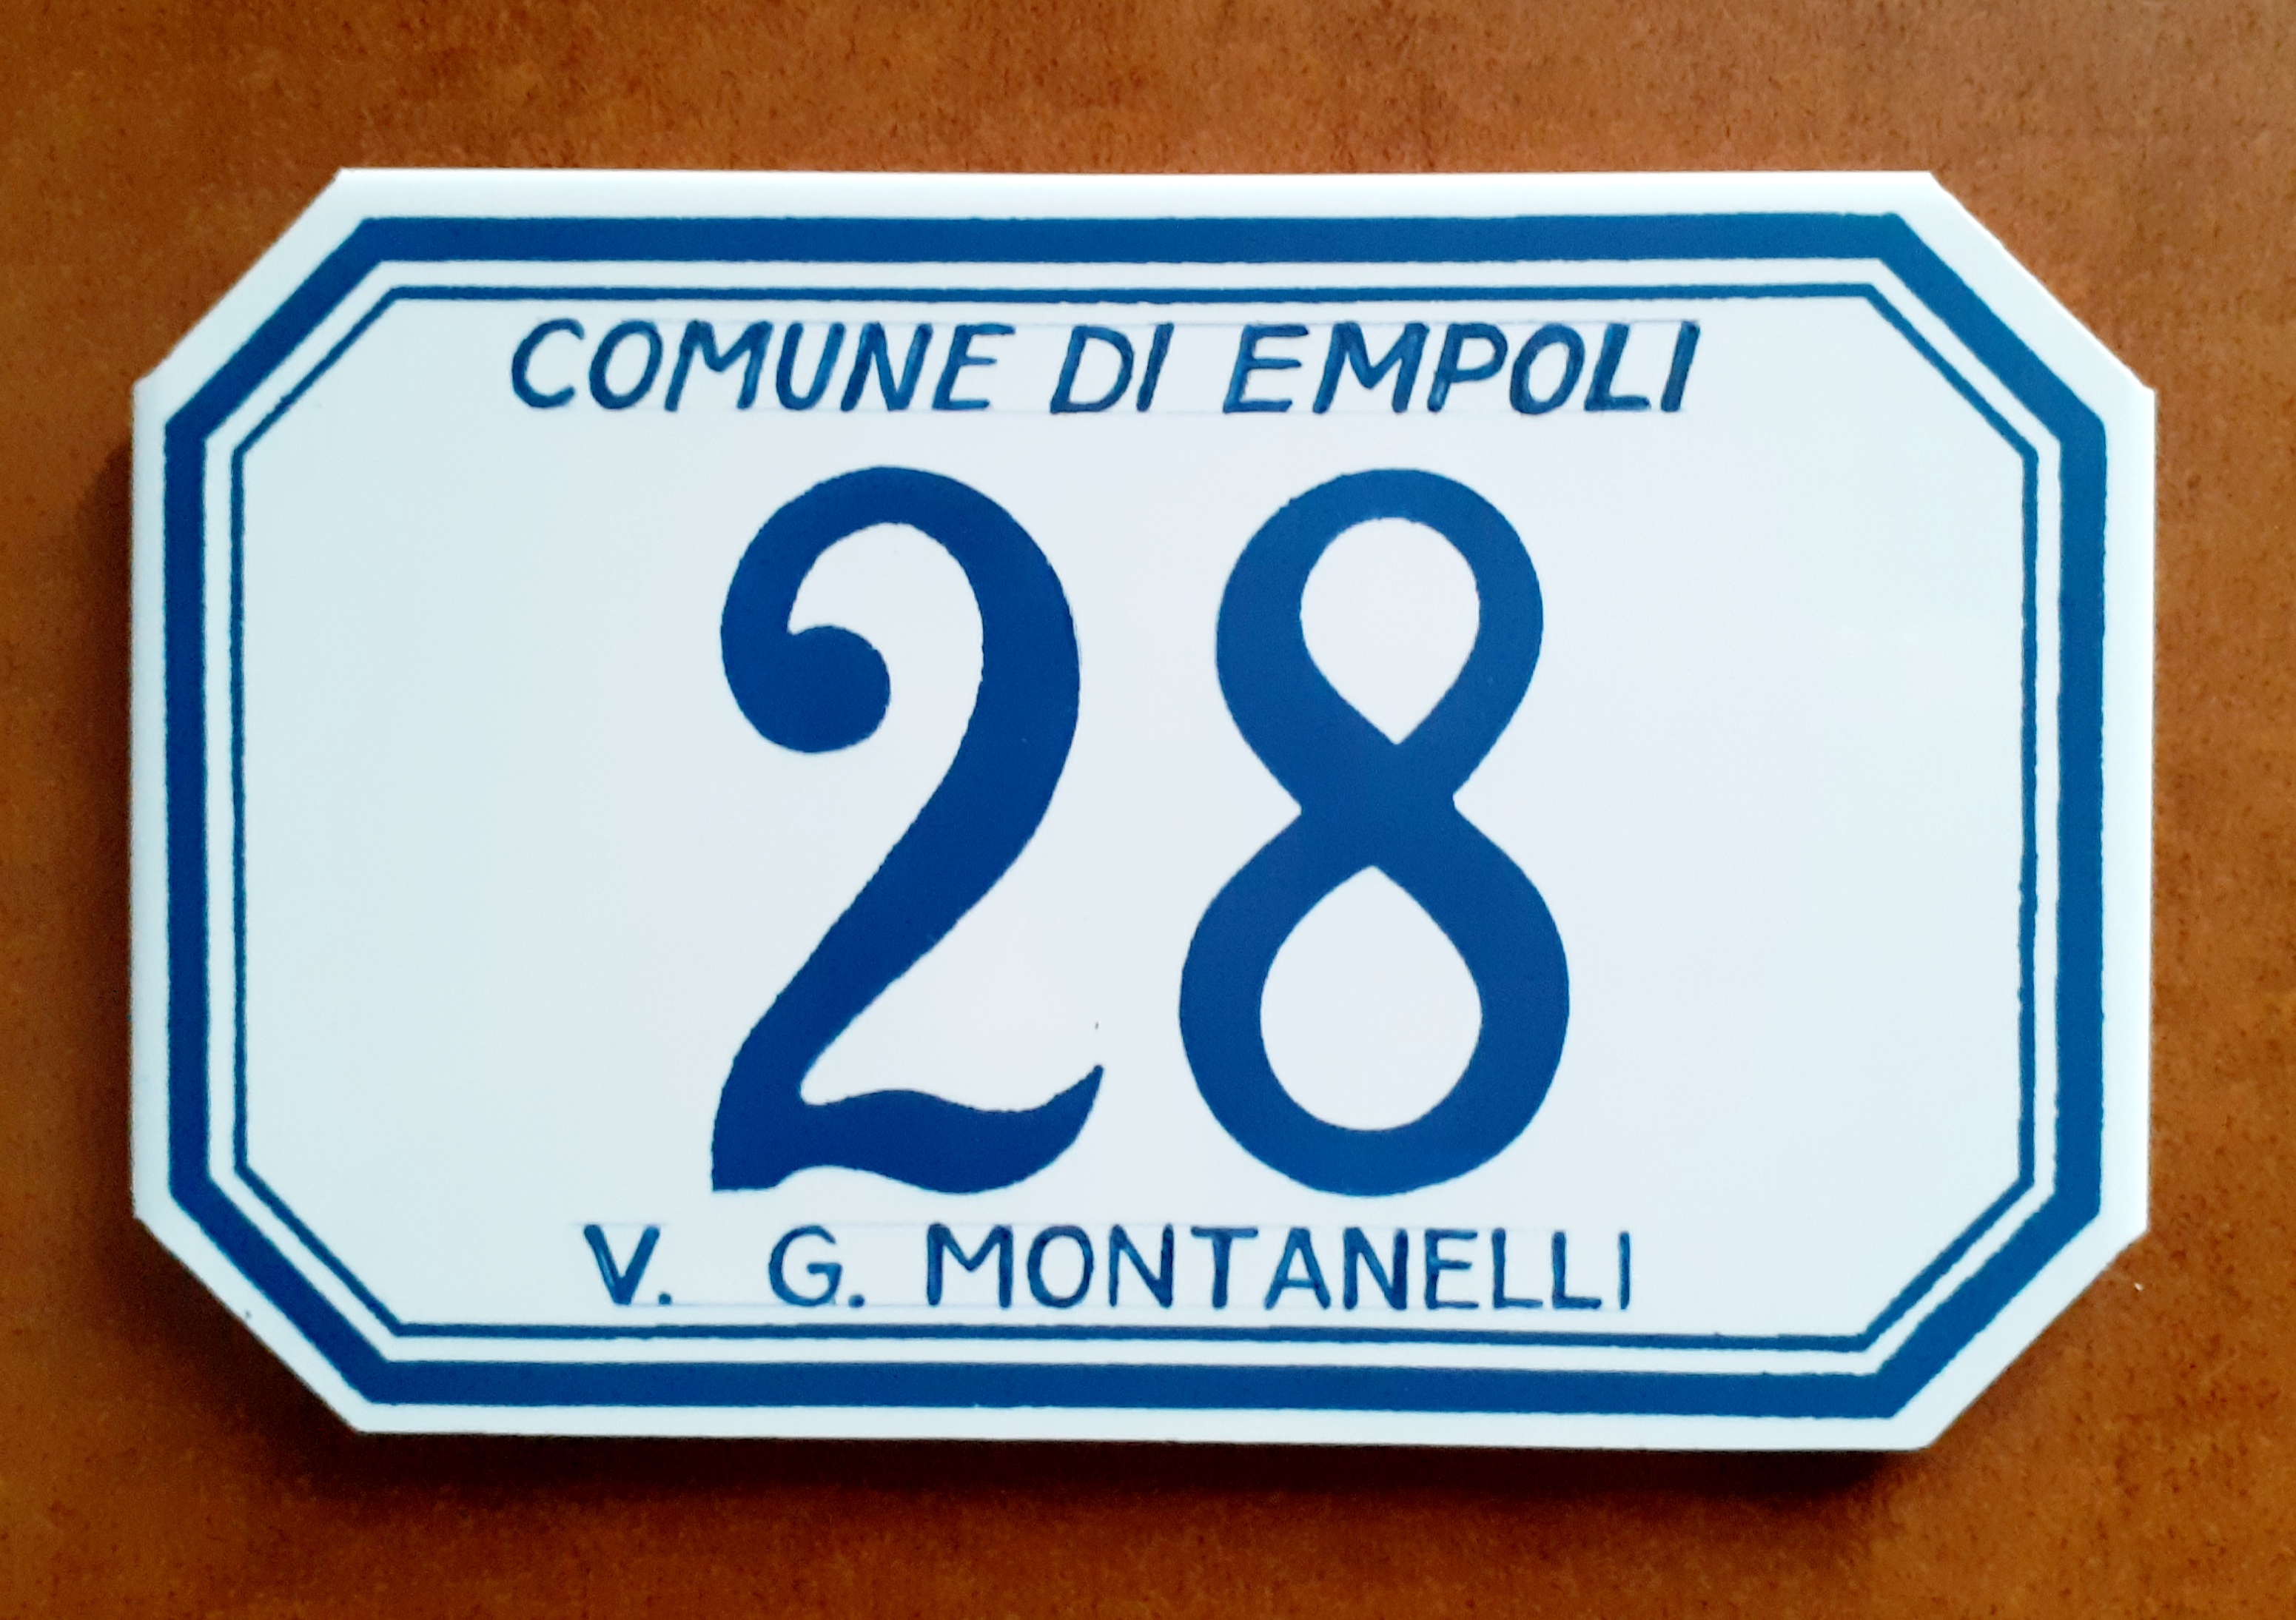 COMUNE DI EMPOLI
28
V. G. MONTANELLI